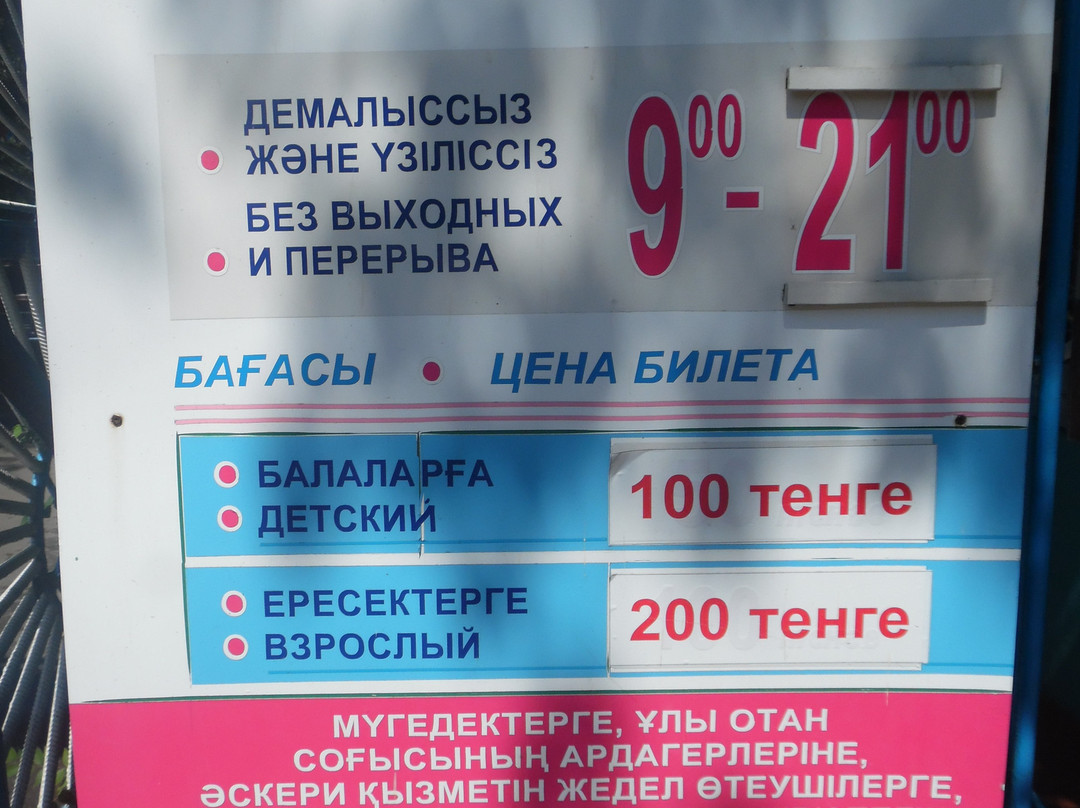 ДЕМАЛЫССЫЗ
ЖӘНЕ ҮЗІЛІССІЗ
БЕЗ ВЫХОДНЫХ
И ПЕРЕРЫВА
9⁰⁰ - 21⁰⁰
БАҒАСЫ • ЦЕНА БИЛЕТА
БАЛАЛАРҒА
ДЕТСКИЙ
100 тенге
ЕРЕСЕКТЕРГЕ
ВЗРОСЛЫЙ
200 тенге
МҮГЕДЕКТЕРГЕ, ҰЛЫ ОТАН
СОҒЫСЫНЫҢ АРДАГЕРЛЕРІНЕ,
ӘСКЕРИ ҚЫЗМЕТІН ЖЕДЕЛ ӨТЕУШІЛЕРГЕ,